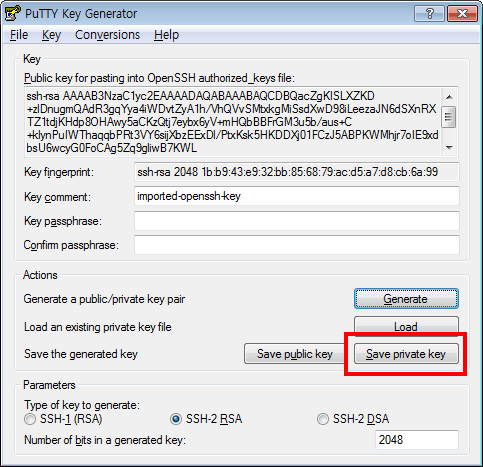 PuTTY Key Generator
File Key Conversions Help
Key
Public key for pasting into OpenSSH authorized_keys file:
ssh-rsa AAAAB3NzaC1yc2EAAAADAQABAAABAQCDBQacZgKISLXZKD
+zIDnugmQAdR3gqYya4iWDvtZyA1h/VhQVvSMtxkgMiSsdXwD98iLeezaJN6dSXnRX
TZ1tdjKHdp8OHAwy5aCKzQtj7eybx6yV+mHQbBBFrGM3u5b/aus+C
+klynPuIWThaqqbPRt3VY6sijXbzEExDI/PtxKsk5HKDDXj01FCzJ5ABPKWMhjr7oIE9xd
bsU6wcyG0FoCAg5Zq9gliwB7KWL
Key fingerprint: ssh-rsa 2048 1b:b9:43:e9:32:bb:85:68:79:ac:d5:a7:d8:cb:6a:99
Key comment: imported-openssh-key
Key passphrase:
Confirm passphrase:
Actions
Generate a public/private key pair Generate
Load an existing private key file Load
Save the generated key Save public key Save private key
Parameters
Type of key to generate:
SSH-1 (RSA) SSH-2 RSA SSH-2 DSA
Number of bits in a generated key: 2048